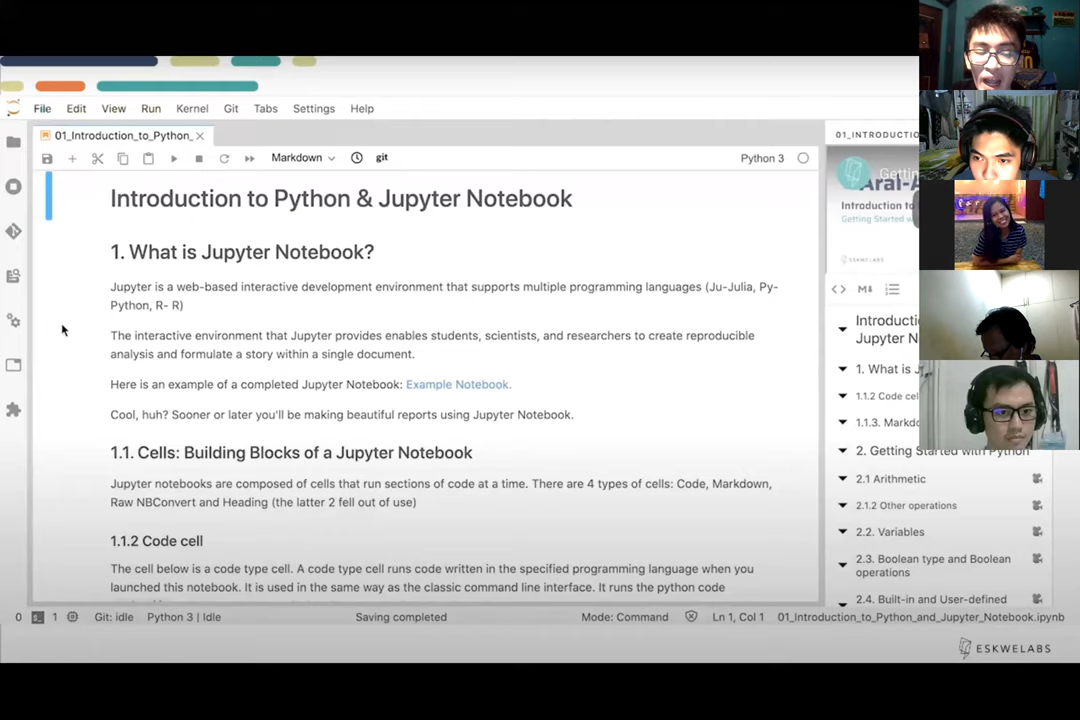 File Edit View Run Kernel Git Tabs Settings Help
01_Introduction_to_Python_
01_INTRODUCTIO
Markdown
git
Python 3
Introduction to Python & Jupyter Notebook
1. What is Jupyter Notebook?
Jupyter is a web-based interactive development environment that supports multiple programming languages (Ju-Julia, Py-
Python, R- R)
The interactive environment that Jupyter provides enables students, scientists, and researchers to create reproducible
analysis and formulate a story within a single document.
Here is an example of a completed Jupyter Notebook: Example Notebook.
Cool, huh? Sooner or later you'll be making beautiful reports using Jupyter Notebook.
1.1. Cells: Building Blocks of a Jupyter Notebook
Jupyter notebooks are composed of cells that run sections of code at a time. There are 4 types of cells: Code, Markdown,
Raw NBConvert and Heading (the latter 2 fell out of use)
1.1.2 Code cell
The cell below is a code type cell. A code type cell runs code written in the specified programming language when you
launched this notebook. It is used in the same way as the classic command line interface. It runs the python code
Getting
Aral-A
Introduction to
Getting Started with
ESKWELABS
Introducti
Jupyter N
1. What is J
1.1.2 Code cel
1.1.3. Markdo
2. Getting Started with Python
2.1 Arithmetic
2.1.2 Other operations
2.2. Variables
2.3. Boolean type and Boolean
operations
2.4. Built-in and User-defined
0 1 Git: idle Python 3 | Idle Saving completed Mode: Command Ln 1, Col 1 01_Introduction_to_Python_and_Jupyter_Notebook.ipynb
ESKWELABS